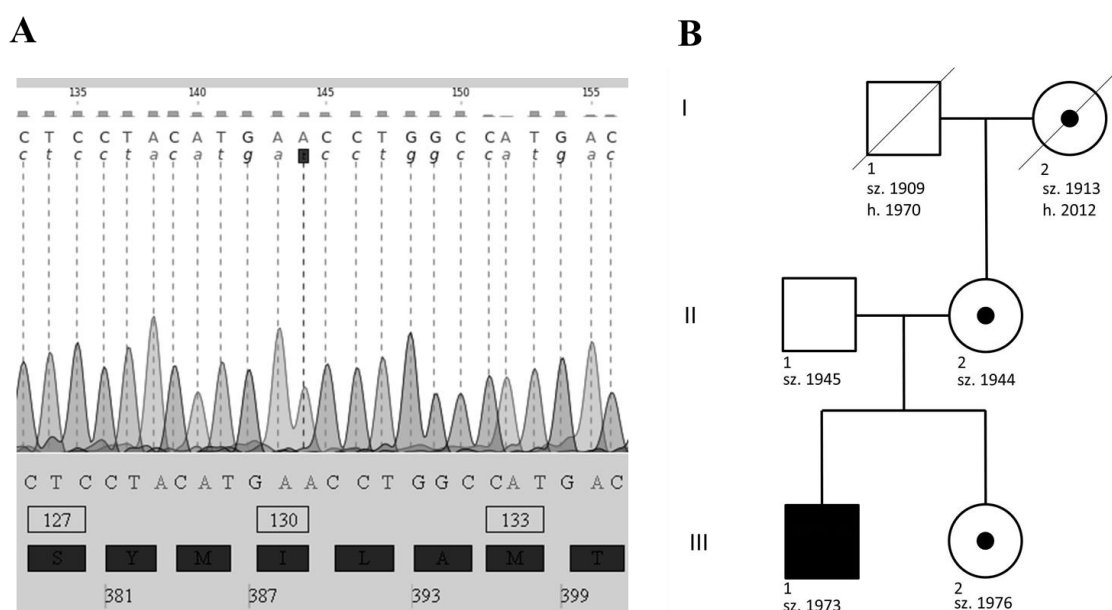 A
135 140 145 150 155
C T C C T A C A T G A A C C T G G C C A T G A C
c t c c t a c a t g a c c t g g c c a t g a c
C T C C T A C A T G A A C C T G G C C A T G A C
127 130 133
S Y M I L A M T
381 387 393 399
B
I
1
sz. 1909
h. 1970
2
sz. 1913
h. 2012
II
1
sz. 1945
2
sz. 1944
III
1
sz. 1973
2
sz. 1976